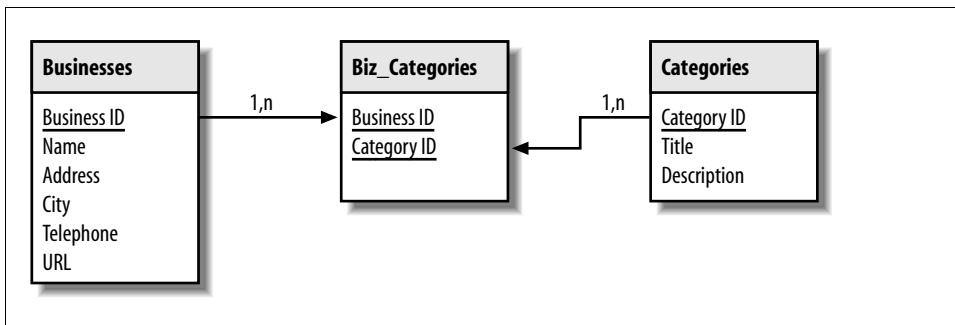 Businesses
Business ID
Name
Address
City
Telephone
URL
1,n
Biz_Categories
Business ID
Category ID
1,n
Categories
Category ID
Title
Description